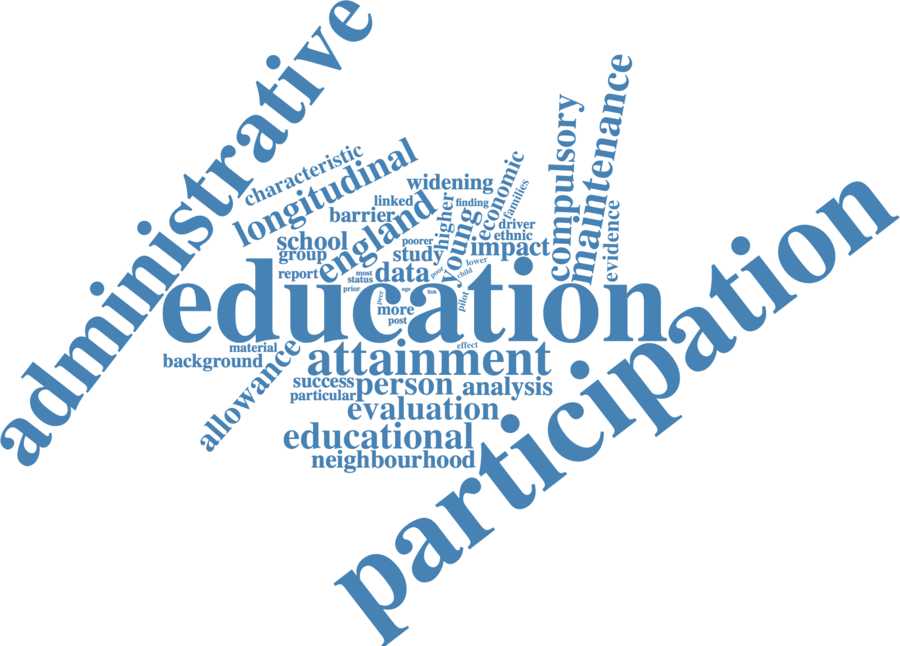 administrative
characteristic
longitudinal
widening
linked
finding
barrier
england
higher
young
economic
families
compulsory
maintenance
evidence
driver
ethnic
school
group
poorer
study
impact
report
most
status
data
poor
child
lower
prior
age
link
pilot
peer
more
post
education
participation
material
background
allowance
attainment
effect
success
person
analysis
particular
evaluation
educational
neighbourhood